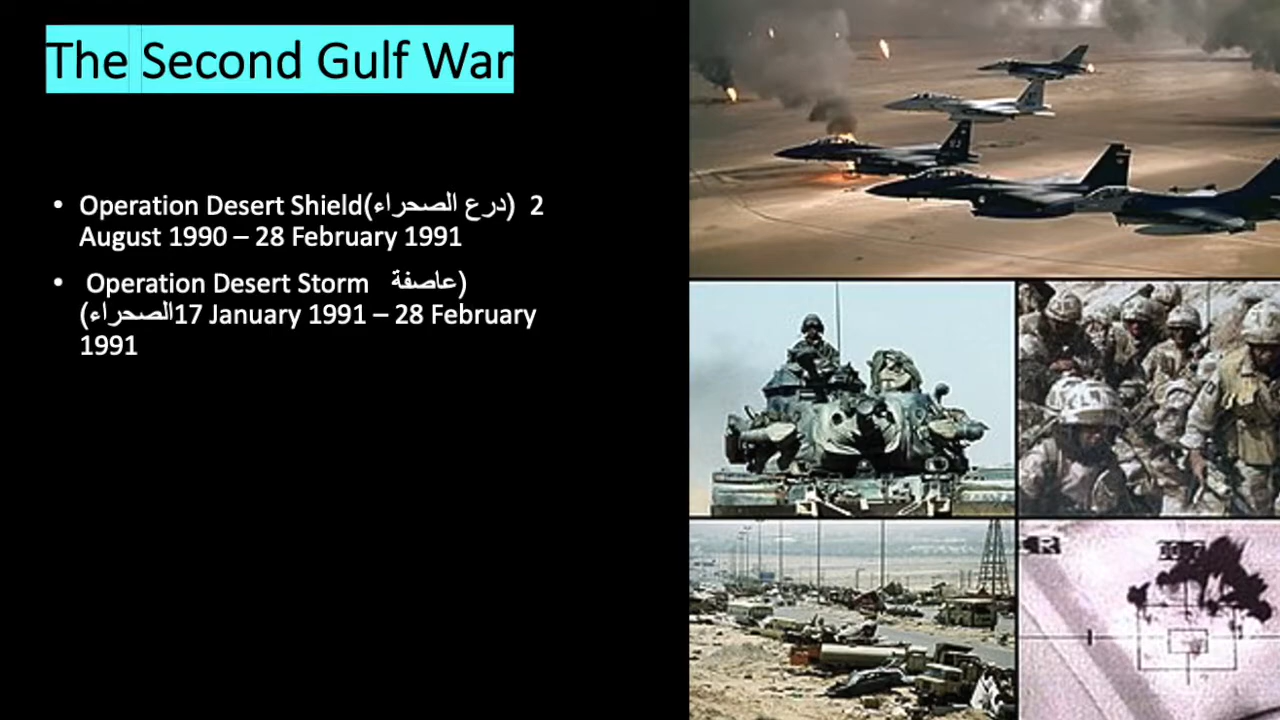 The Second Gulf War
• Operation Desert Shield(درع الصحراء) 2
August 1990 – 28 February 1991
• Operation Desert Storm (عاصفة
الصحراء)17 January 1991 – 28 February
1991
R